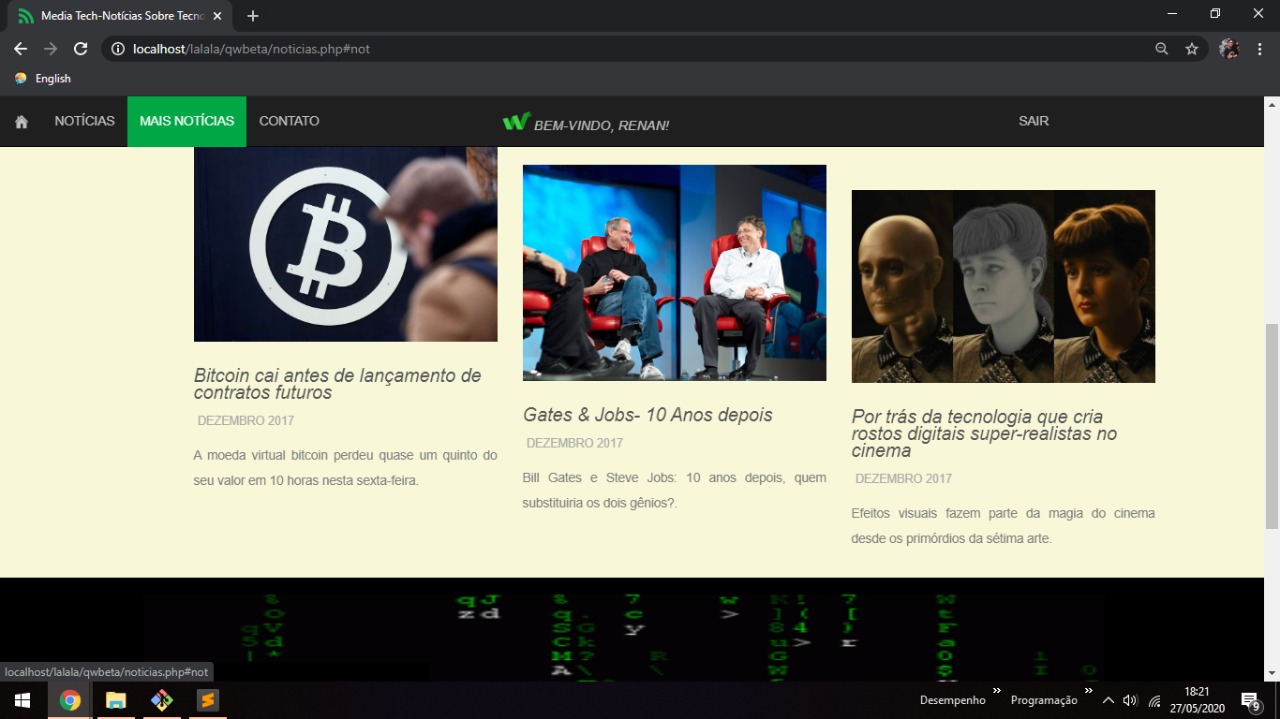 Media Tech-Notícias Sobre Tecno
localhost/lalala/qwbeta/noticias.php#not
English
NOTÍCIAS
MAIS NOTÍCIAS
CONTATO
BEM-VINDO, RENAN!
SAIR
Bitcoin cai antes de lançamento de
contratos futuros
DEZEMBRO 2017
A moeda virtual bitcoin perdeu quase um quinto do
seu valor em 10 horas nesta sexta-feira.
Gates & Jobs- 10 Anos depois
DEZEMBRO 2017
Bill Gates e Steve Jobs: 10 anos depois, quem
substituiria os dois gênios?.
Por trás da tecnologia que cria
rostos digitais super-realistas no
cinema
DEZEMBRO 2017
Efeitos visuais fazem parte da magia do cinema
desde os primórdios da sétima arte.
localhost/lalala/qwbeta/noticias.php#not
Desempenho
Programação
18:21
27/05/2020
9